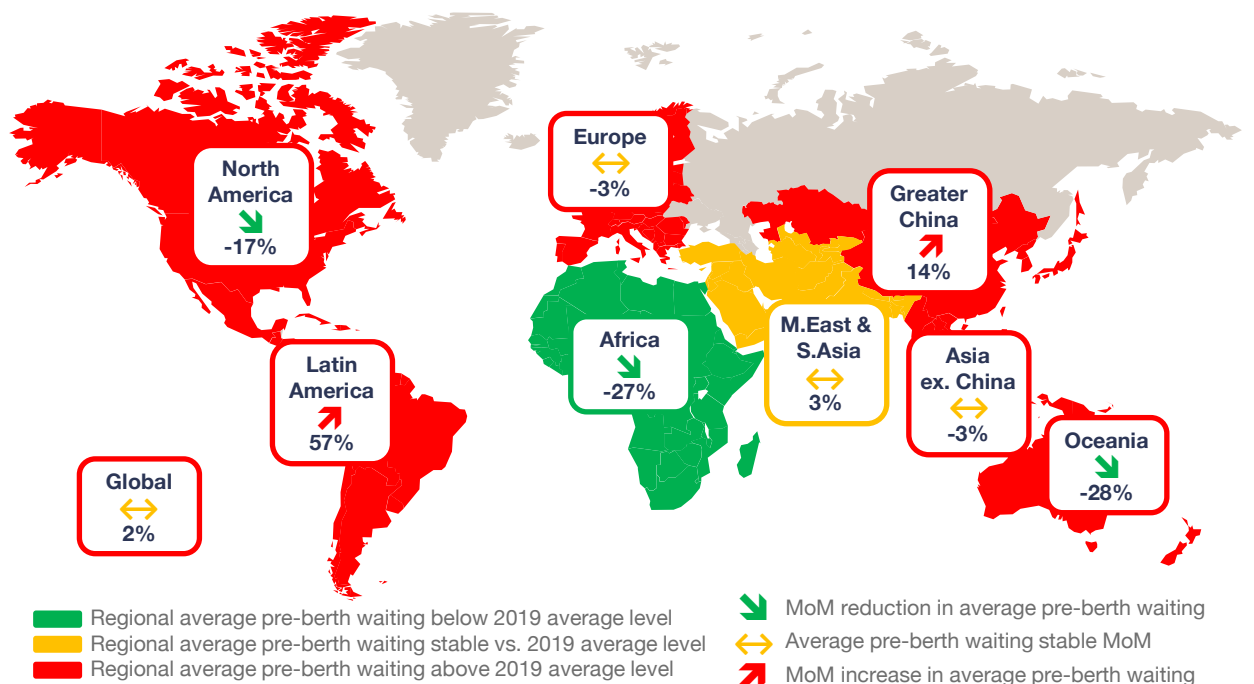 North
America
-17%
Europe
-3%
Greater
China
14%
Latin
America
57%
Africa
-27%
M.East &
S.Asia
3%
Asia
ex. China
-3%
Oceania
-28%
Global
2%
Regional average pre-berth waiting below 2019 average level
Regional average pre-berth waiting stable vs. 2019 average level
Regional average pre-berth waiting above 2019 average level
MoM reduction in average pre-berth waiting
Average pre-berth waiting stable MoM
MoM increase in average pre-berth waiting